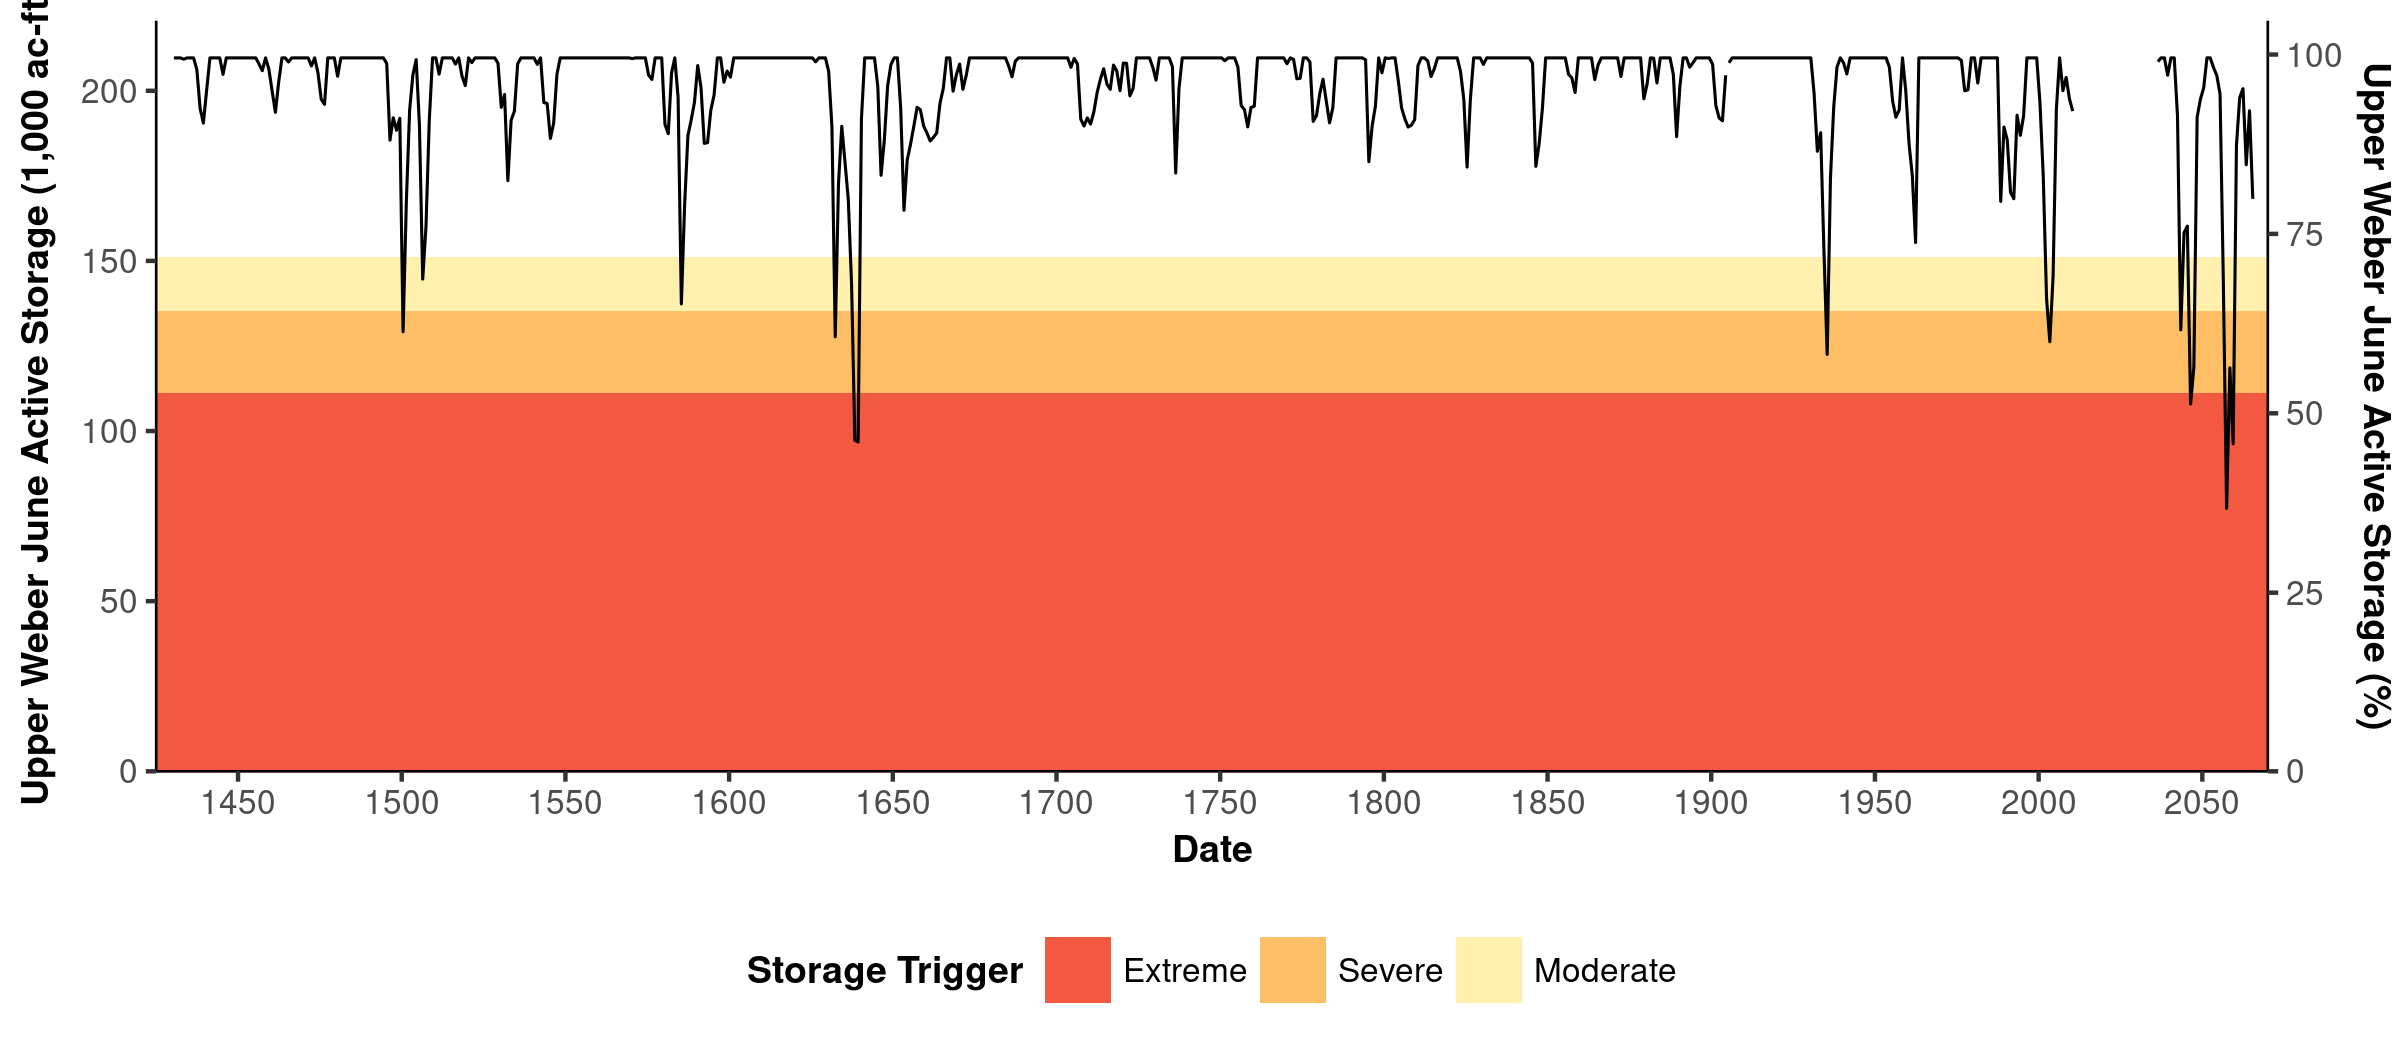 Upper Weber June Active Storage (1,000 ac-ft
200
150
100
50
0
100
75
50
25
0
Upper Weber June Active Storage (%)
1450 1500 1550 1600 1650 1700 1750 1800 1850 1900 1950 2000 2050
Date
Storage Trigger Extreme Severe Moderate